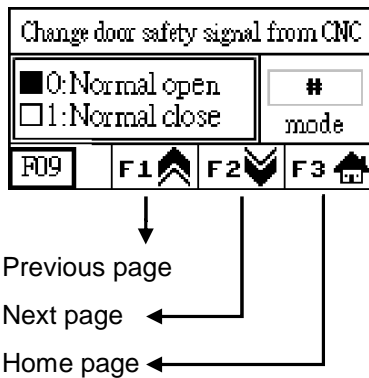 Change door safety signal from CNC
■0:Normal open
□1:Normal close
#
mode
F09 F1 F2 F3
Previous page
Next page
Home page